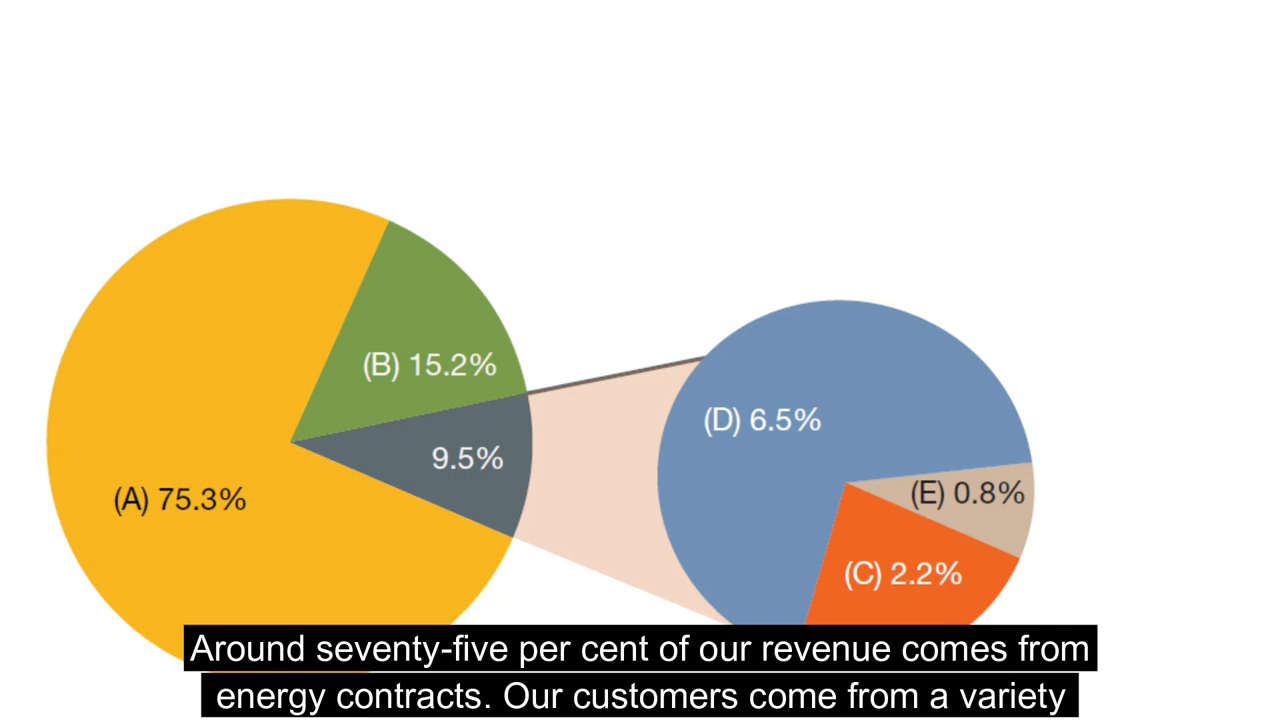 (B) 15.2%
9.5%
(A) 75.3%
(D) 6.5%
(E) 0.8%
(C) 2.2%
Around seventy-five per cent of our revenue comes from
energy contracts. Our customers come from a variety